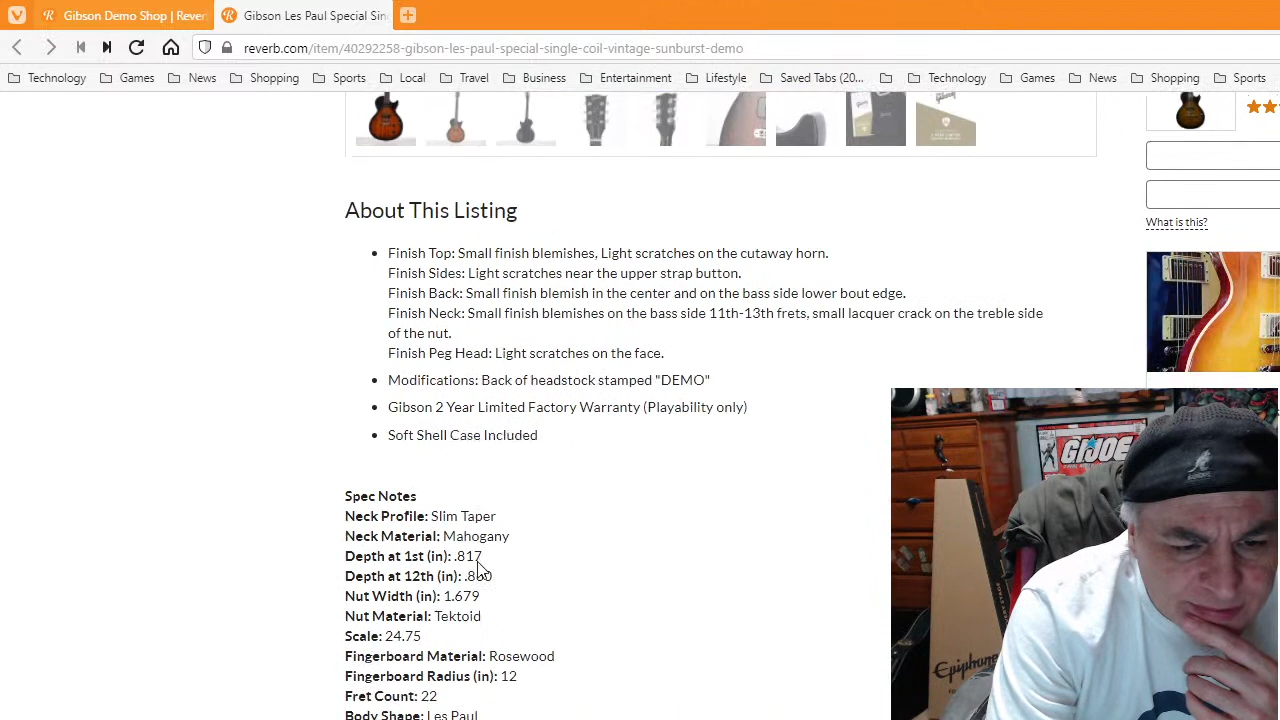 Gibson Demo Shop | Rever
Gibson Les Paul Special Sin
reverb.com/item/40292258-gibson-les-paul-special-single-coil-vintage-sunburst-demo
Technology Games News Shopping Sports Local Travel Business Entertainment Lifestyle Saved Tabs (20... Technology Games News Shopping Sports
About This Listing
What is this?
Finish Top: Small finish blemishes, Light scratches on the cutaway horn.
Finish Sides: Light scratches near the upper strap button.
Finish Back: Small finish blemish in the center and on the bass side lower bout edge.
Finish Neck: Small finish blemishes on the bass side 11th-13th frets, small lacquer crack on the treble side
of the nut.
Finish Peg Head: Light scratches on the face.
Modifications: Back of headstock stamped "DEMO"
Gibson 2 Year Limited Factory Warranty (Playability only)
Soft Shell Case Included
Spec Notes
Neck Profile: Slim Taper
Neck Material: Mahogany
Depth at 1st (in): .817
Depth at 12th (in):
Nut Width (in): 1.679
Nut Material: Tektoid
Scale: 24.75
Fingerboard Material: Rosewood
Fingerboard Radius (in): 12
Fret Count: 22
Body Shape: Les Paul
GI JOE
Epiphone
KANGOL